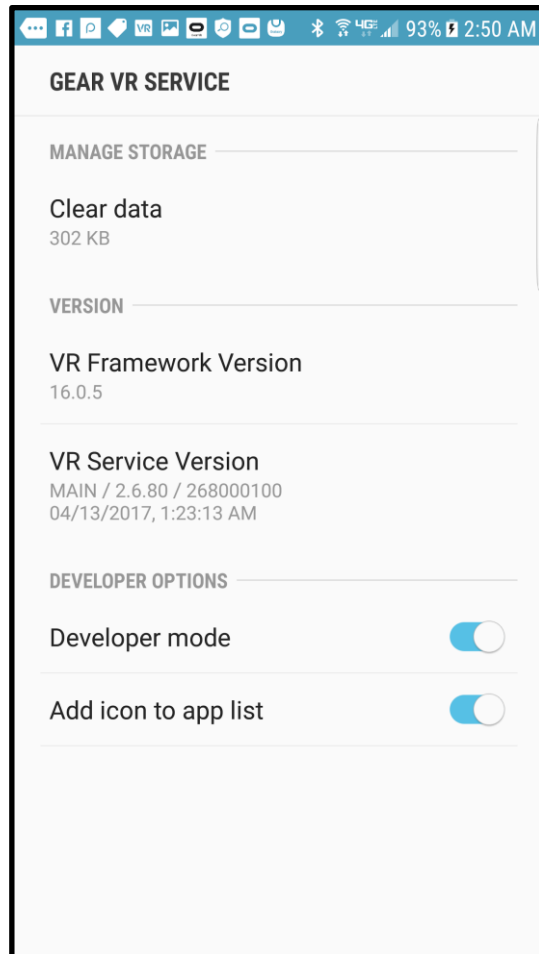 VR
4G
93% 2:50 AM
GEAR VR SERVICE
MANAGE STORAGE
Clear data
302 KB
VERSION
VR Framework Version
16.0.5
VR Service Version
MAIN / 2.6.80 / 268000100
04/13/2017, 1:23:13 AM
DEVELOPER OPTIONS
Developer mode
Add icon to app list